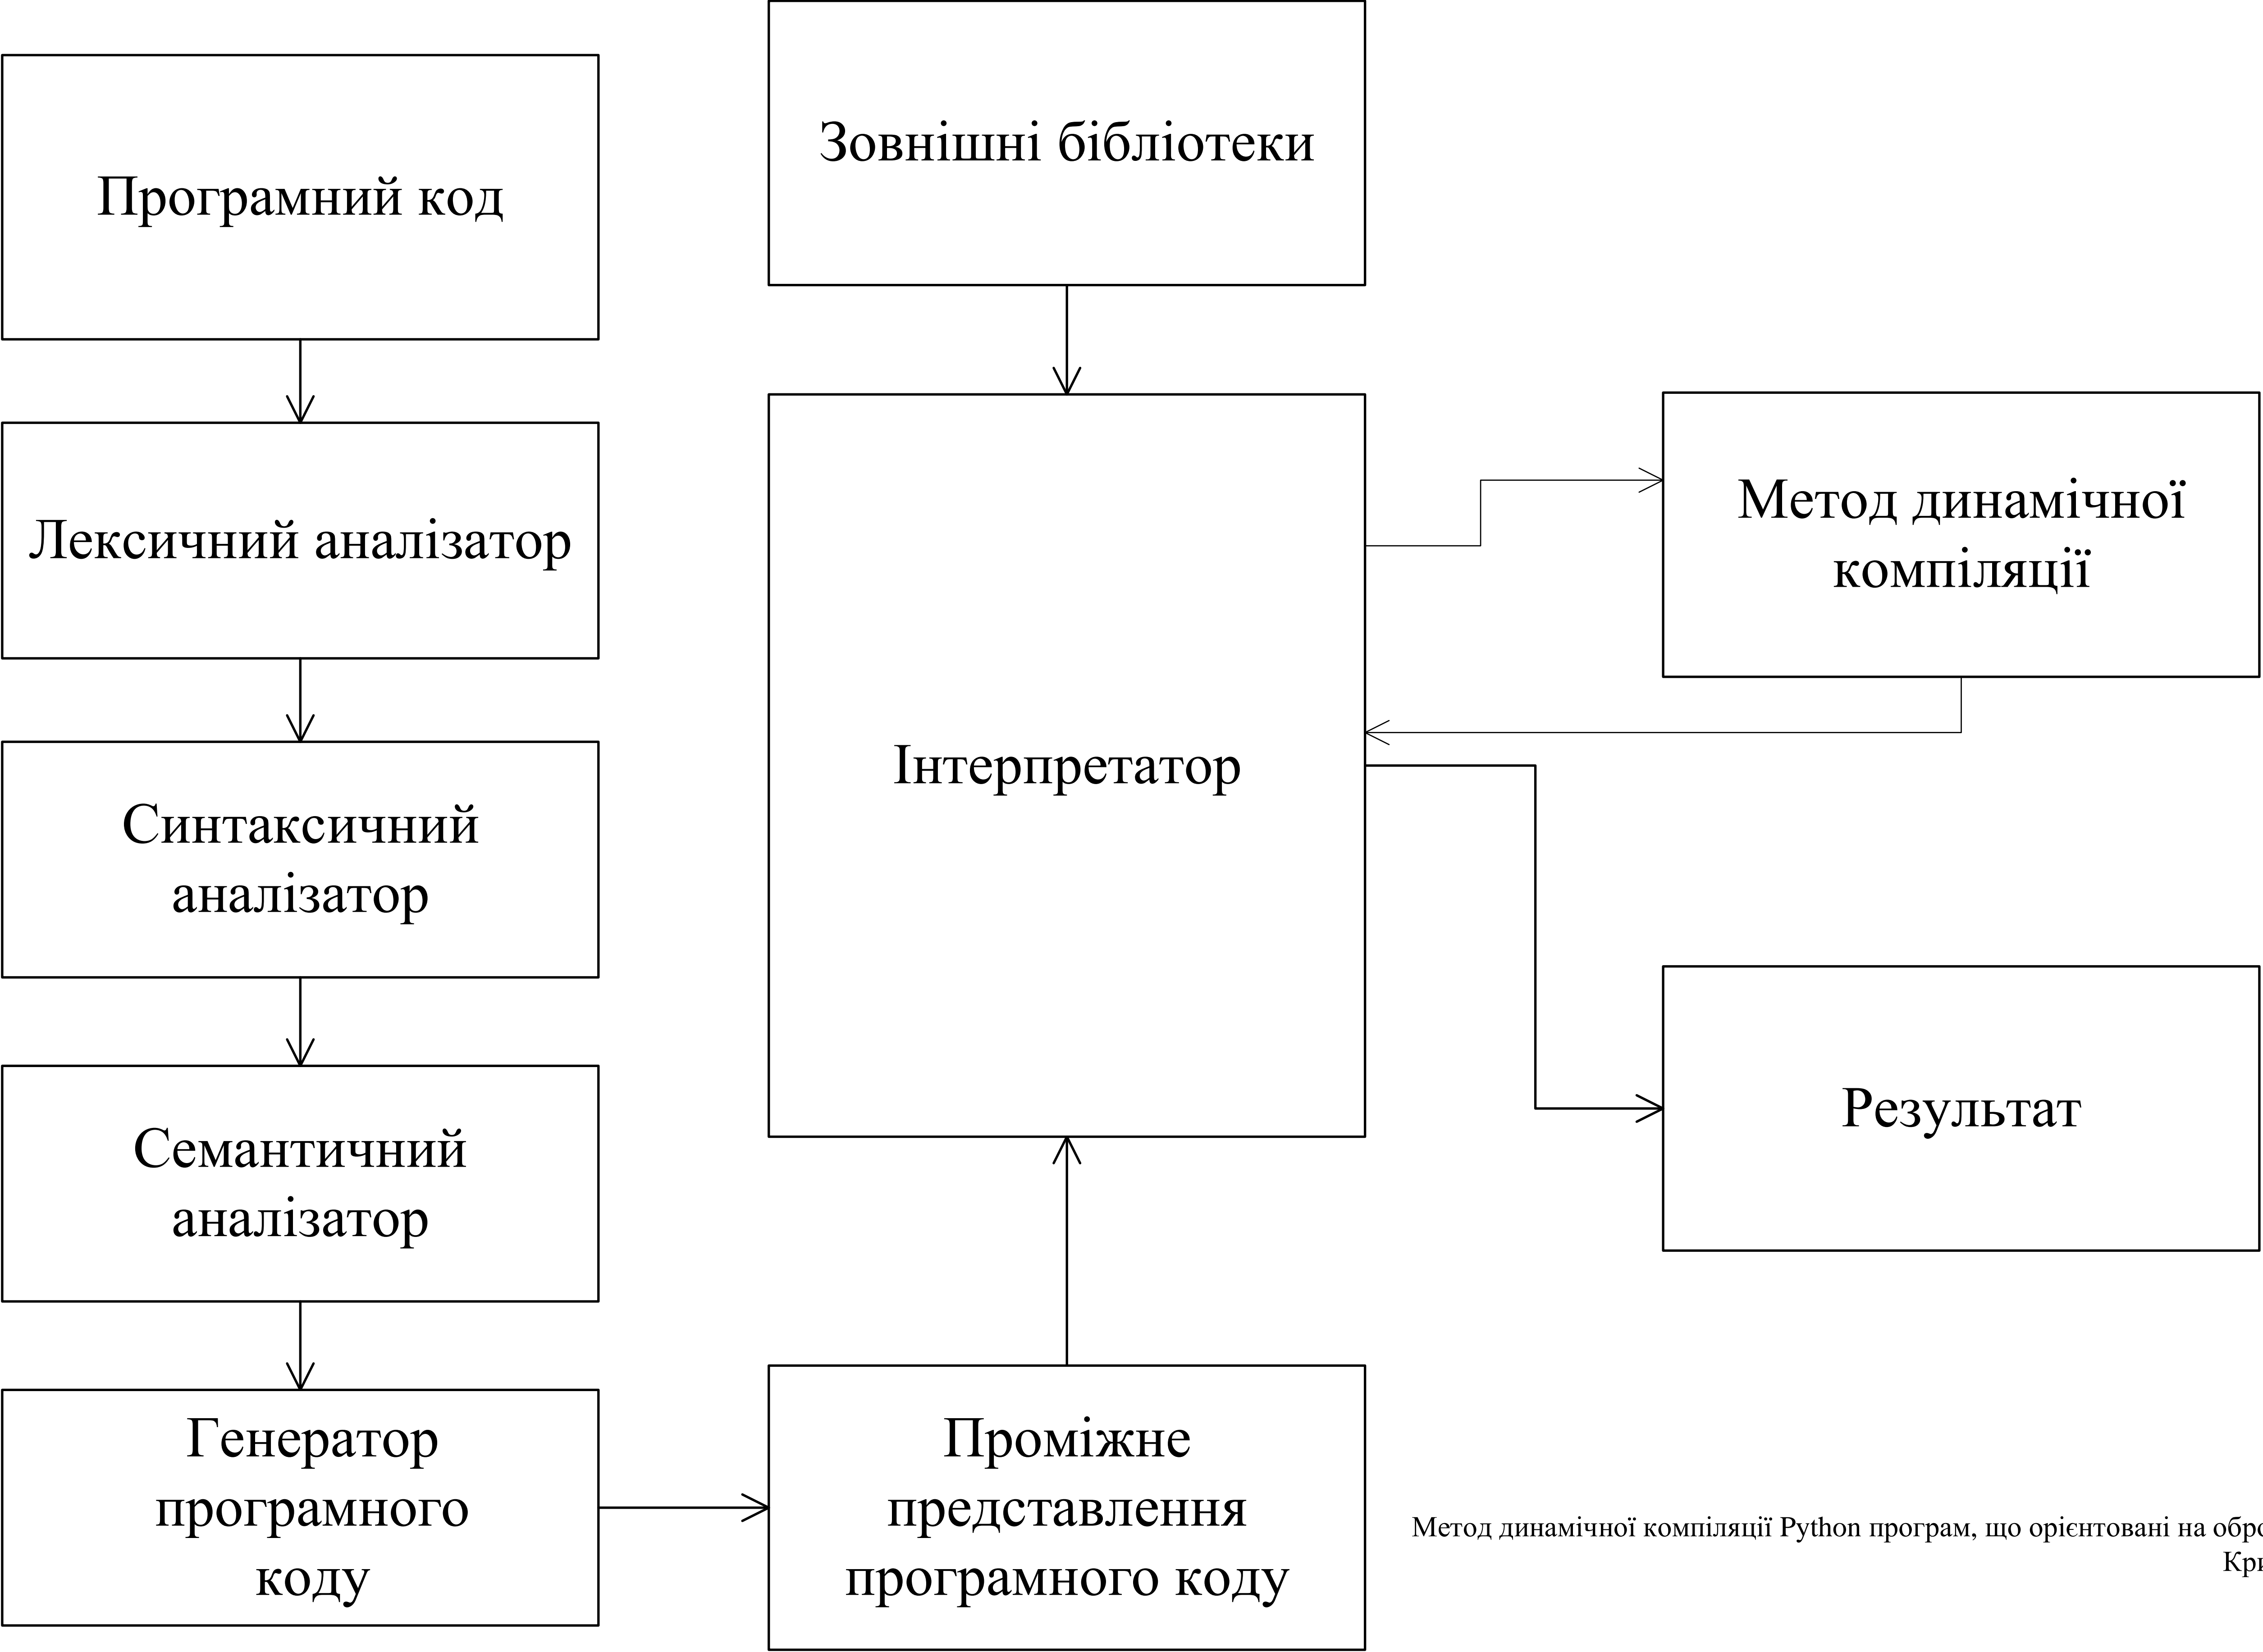 Програмний код
Лексичний аналізатор
Синтаксичний
аналізатор
Семантичний
аналізатор
Генератор
програмного
коду
Зовнішні бібліотеки
Інтерпретатор
Проміжне
представлення
програмного коду
Метод динамічної
компіляції
Результат
Метод динамічної компіляції Python програм, що орієнтовані на